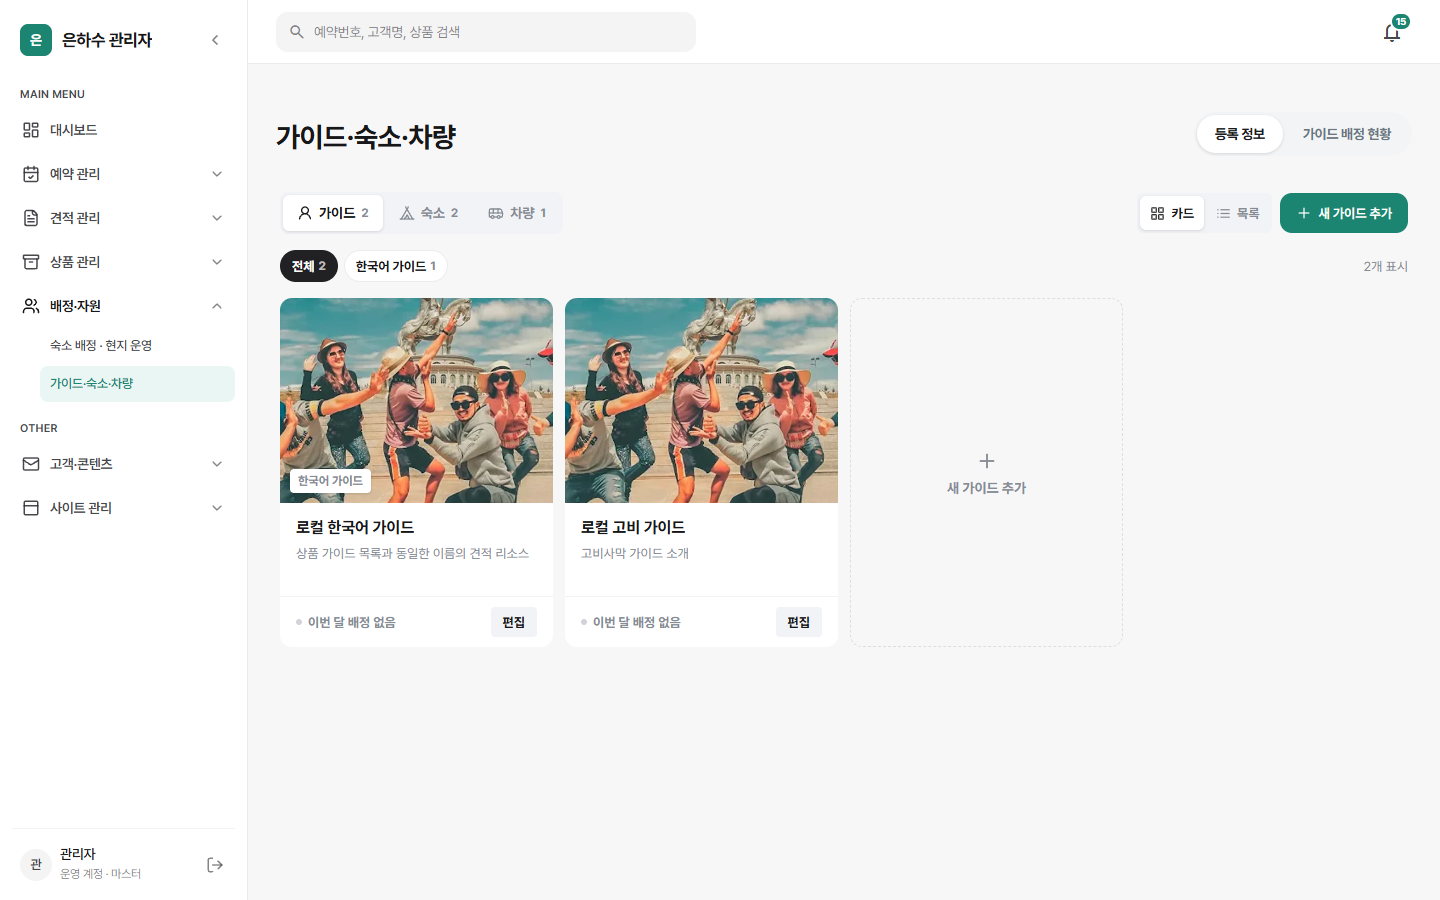 은 은하수 관리자
MAIN MENU
대시보드
예약 관리
견적 관리
상품 관리
배정·자원
숙소 배정 · 현지 운영
가이드·숙소·차량
OTHER
고객·콘텐츠
사이트 관리
관 관리자
운영 계정 · 마스터
예약번호, 고객명, 상품 검색
15
가이드·숙소·차량
등록 정보 가이드 배정 현황
가이드 2 숙소 2 차량 1
카드 목록 새 가이드 추가
전체 2 한국어 가이드 1
2개 표시
한국어 가이드
로컬 한국어 가이드
상품 가이드 목록과 동일한 이름의 견적 리소스
이번 달 배정 없음 편집
로컬 고비 가이드
고비사막 가이드 소개
이번 달 배정 없음 편집
새 가이드 추가